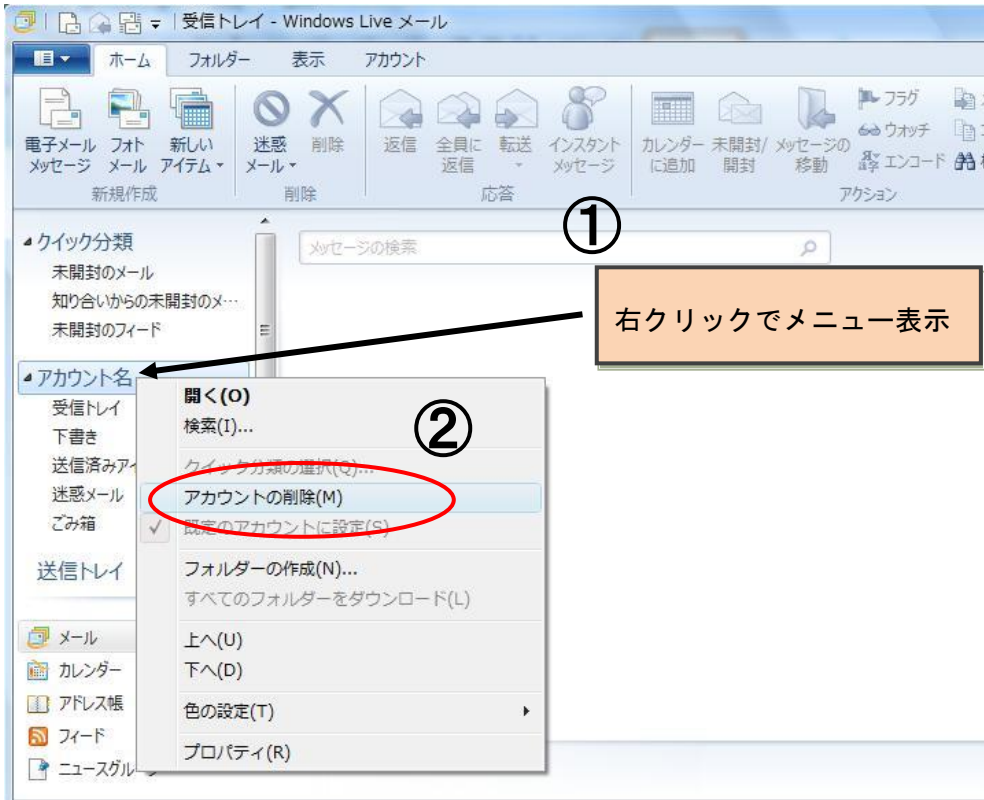 受信トレイ - Windows Live メール
ホーム フォルダー 表示 アカウント
電子メール メッセージ
フォト メール
新しい アイテム
迷惑 メール
削除
返信
全員に 返信
転送
インスタント メッセージ
カレンダー に追加
未開封/ 開封
メッセージの 移動
フラグ
ウォッチ
エンコード
新規作成 削除 応答 アクション
クイック分類
未開封のメール
知り合いからの未開封のメ…
未開封のフィード
メッセージの検索
①
右クリックでメニュー表示
アカウント名
受信トレイ
下書き
送信済みアイ
迷惑メール
ごみ箱
送信トレイ
メール
カレンダー
アドレス帳
フィード
ニュースグループ
②
開く(O)
検索(I)...
クイック分類の選択(Q)...
アカウントの削除(M)
既定のアカウントに設定(S)
フォルダーの作成(N)...
すべてのフォルダーをダウンロード(L)
上へ(U)
下へ(D)
色の設定(T)
プロパティ(R)